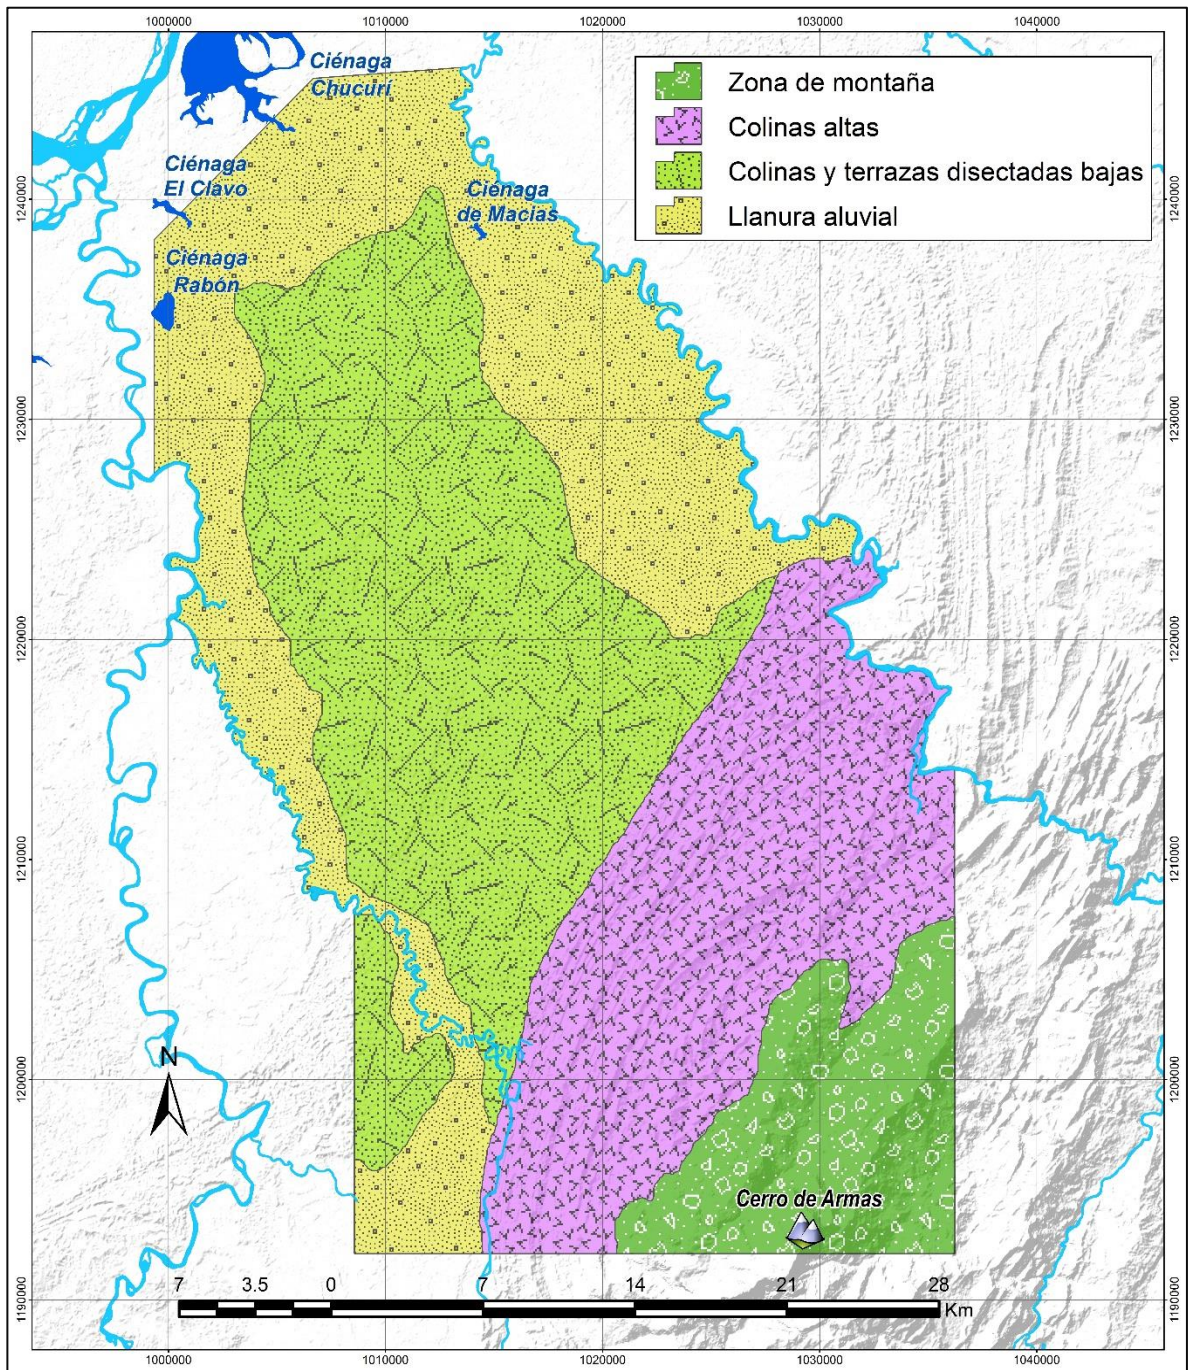 1000000 1010000 1020000 1030000 1040000
Ciénaga
Chucurí
Zona de montaña
Colinas altas
Colinas y terrazas disectadas bajas
Llanura aluvial
Ciénaga
El Clavo
Ciénaga
de Macias
Ciénaga
Rabón
1240000 1240000
1230000 1230000
1220000 1220000
1210000 1210000
1200000 1200000
1190000 1190000
N
Cerro de Armas
7 3.5 0 7 14 21 28
Km
1000000 1010000 1020000 1030000 1040000